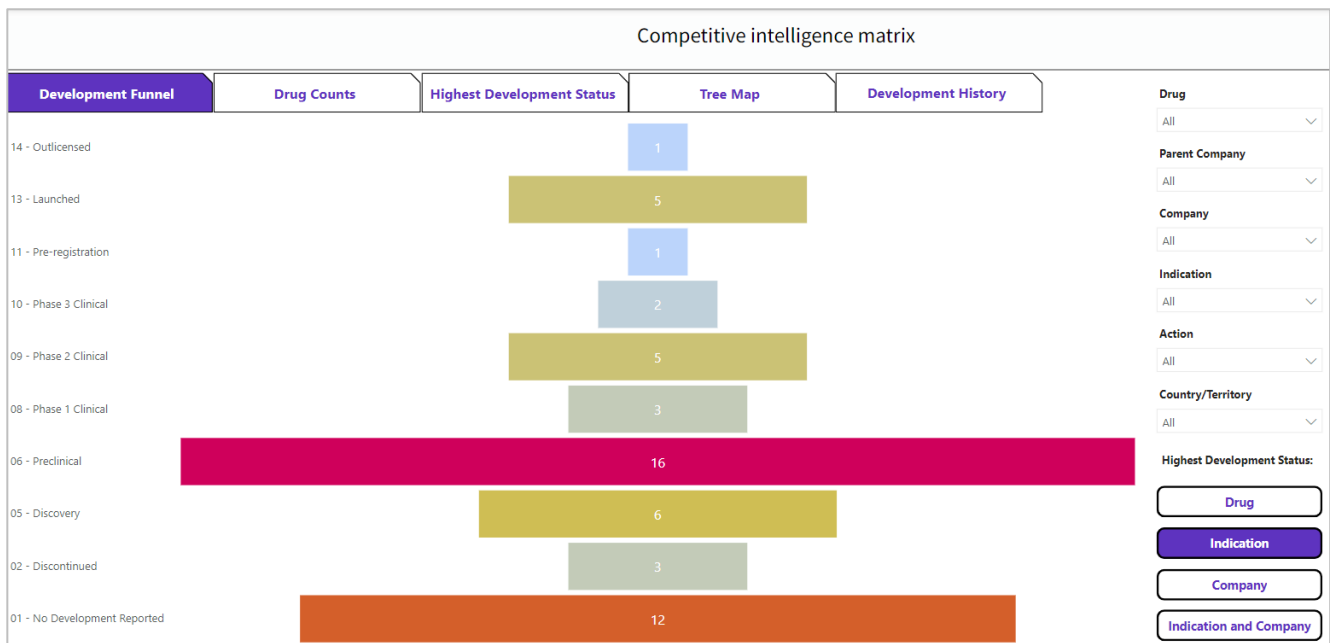 Competitive intelligence matrix
Development Funnel
Drug Counts
Highest Development Status
Tree Map
Development History
14 - Outlicensed
1
13 - Launched
5
11 - Pre-registration
1
10 - Phase 3 Clinical
2
09 - Phase 2 Clinical
5
08 - Phase 1 Clinical
3
06 - Preclinical
16
05 - Discovery
6
02 - Discontinued
3
01 - No Development Reported
12
Drug
All
Parent Company
All
Company
All
Indication
All
Action
All
Country/Territory
All
Highest Development Status:
Drug
Indication
Company
Indication and Company